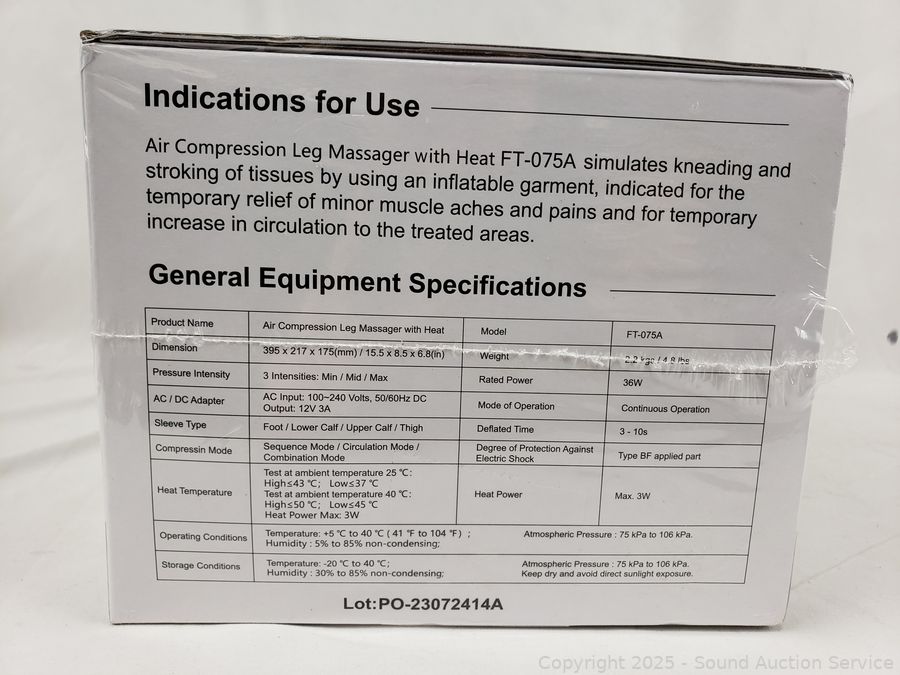 Indications for Use
Air Compression Leg Massager with Heat FT-075A simulates kneading and
stroking of tissues by using an inflatable garment, indicated for the
temporary relief of minor muscle aches and pains and for temporary
increase in circulation to the treated areas.
General Equipment Specifications
Product Name Air Compression Leg Massager with Heat Model FT-075A
Dimension 395 x 217 x 175(mm) / 15.5 x 8.5 x 6.8(in) Weight 2.2 kgs / 4.8 lbs
Pressure Intensity 3 Intensities: Min / Mid / Max Rated Power 36W
AC / DC Adapter AC Input: 100~240 Volts, 50/60Hz DC
Output: 12V 3A Mode of Operation Continuous Operation
Sleeve Type Foot / Lower Calf / Upper Calf / Thigh Deflated Time 3 - 10s
Compressin Mode Sequence Mode / Circulation Mode /
Combination Mode Degree of Protection Against
Electric Shock Type BF applied part
Heat Temperature Test at ambient temperature 25 ℃:
High≤43 ℃; Low≤37 ℃
Test at ambient temperature 40 ℃:
High≤50 ℃; Low≤45 ℃
Heat Power Max: 3W Heat Power Max. 3W
Operating Conditions Temperature: +5 ℃ to 40 ℃ ( 41 ℉ to 104 ℉) ; Atmospheric Pressure : 75 kPa to 106 kPa.
Humidity : 5% to 85% non-condensing;
Storage Conditions Temperature: -20 ℃ to 40 ℃; Atmospheric Pressure : 75 kPa to 106 kPa.
Humidity : 30% to 85% non-condensing; Keep dry and avoid direct sunlight exposure.
Lot:PO-23072414A
Copyright 2025 - Sound Auction Service